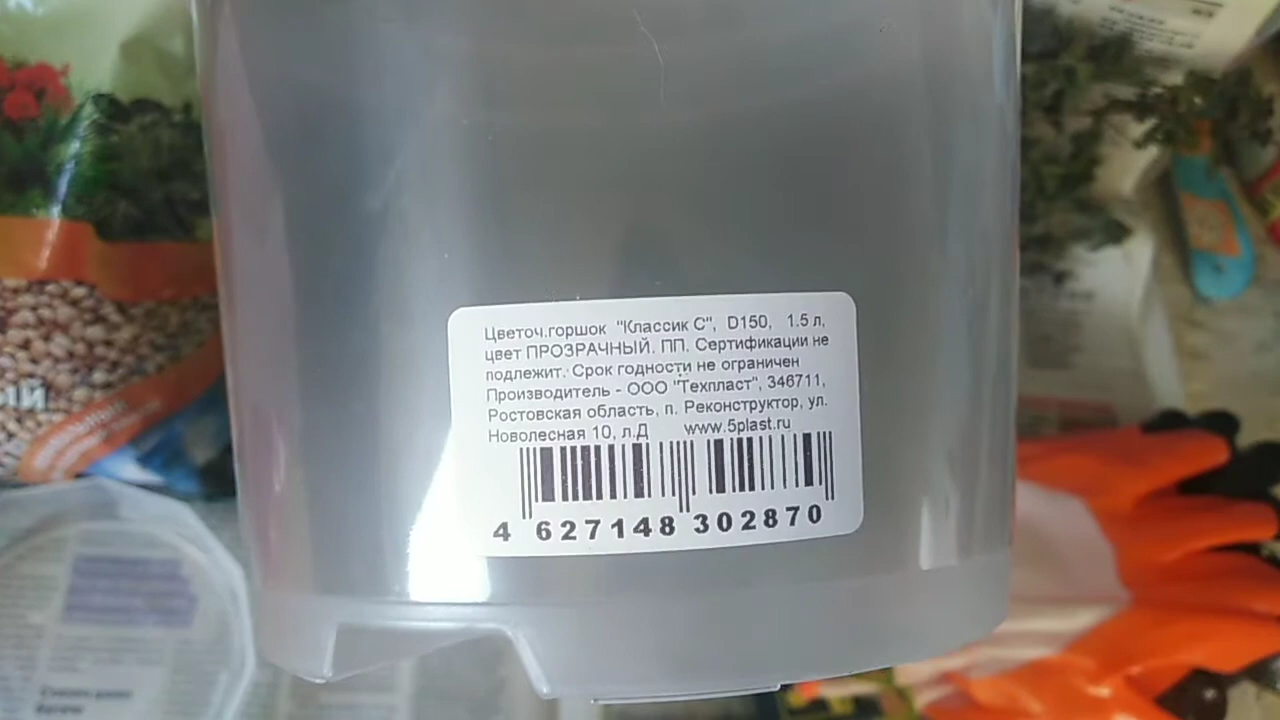 Цветоч.горшок "Классик С", D150, 1.5 л,
цвет ПРОЗРАЧНЫЙ. ПП. Сертификации не
подлежит. Срок годности не ограничен
Производитель - ООО "Техпласт", 346711,
Ростовская область, п. Реконструктор, ул.
Новолесная 10, л.Д www.5plast.ru
4 627148 302870
ЫЙ